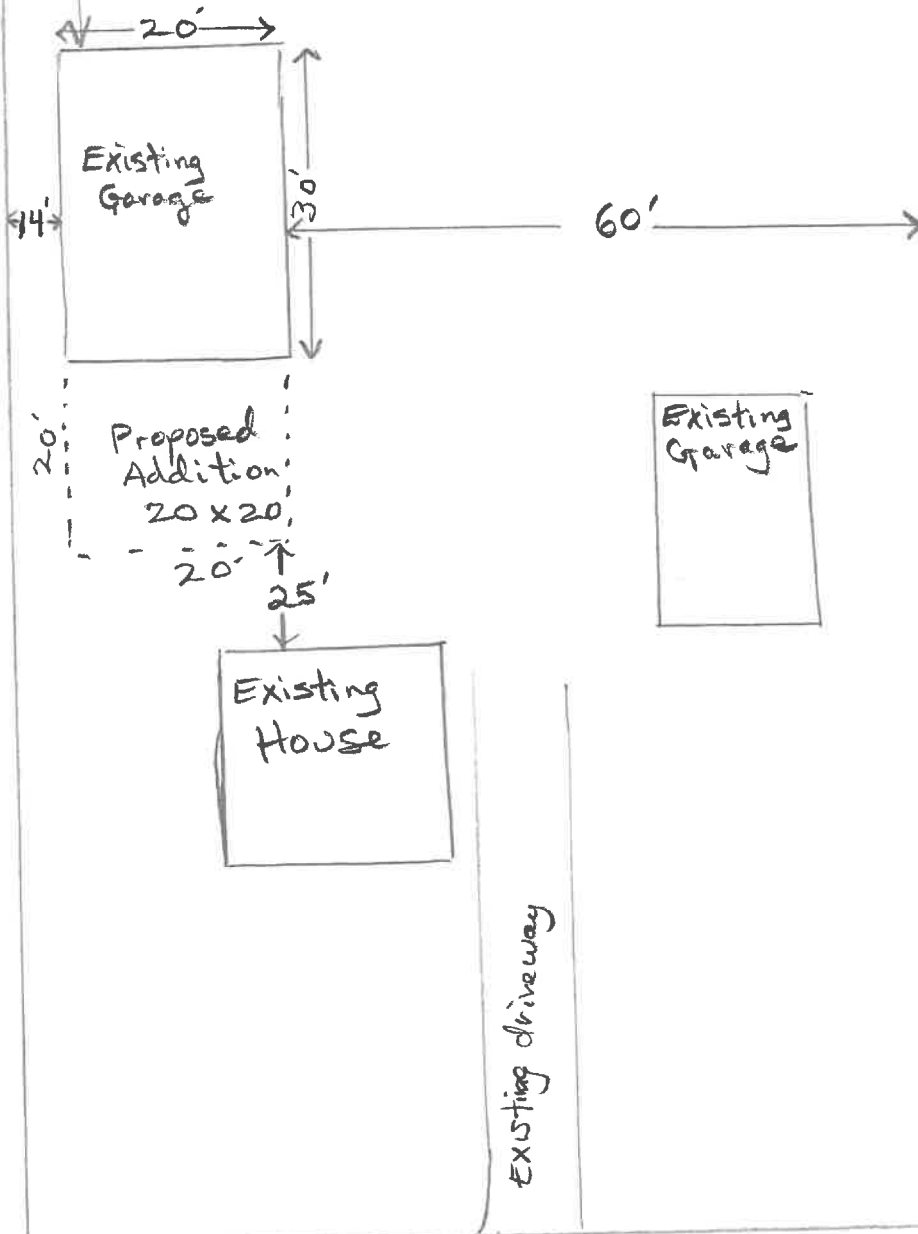 20'
Existing
Garage
30'
14'
60'
20'
Proposed
Addition
20 x 20
20'
25'
Existing
Garage
Existing
House
Existing driveway